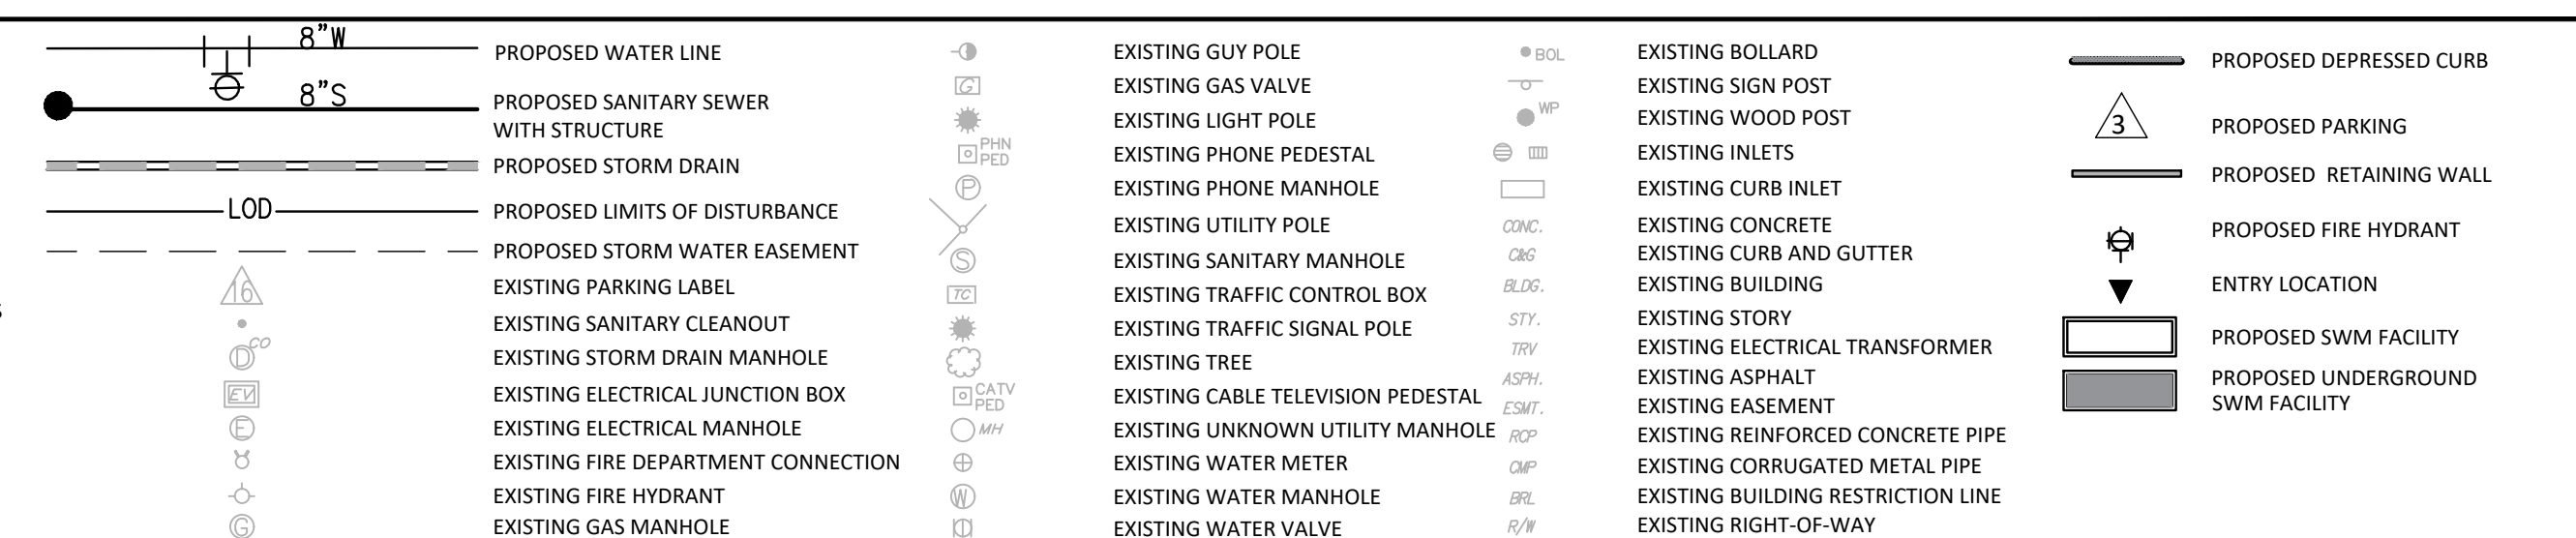 8"W
PROPOSED WATER LINE
8"S
PROPOSED SANITARY SEWER
WITH STRUCTURE
PROPOSED STORM DRAIN
LOD
PROPOSED LIMITS OF DISTURBANCE
PROPOSED STORM WATER EASEMENT
16
EXISTING PARKING LABEL
S
EXISTING SANITARY CLEANOUT
CO
D
EXISTING STORM DRAIN MANHOLE
EV
EXISTING ELECTRICAL JUNCTION BOX
E
EXISTING ELECTRICAL MANHOLE
EXISTING FIRE DEPARTMENT CONNECTION
EXISTING FIRE HYDRANT
G
EXISTING GAS MANHOLE
EXISTING GUY POLE
G
EXISTING GAS VALVE
EXISTING LIGHT POLE
PHN
PED
EXISTING PHONE PEDESTAL
P
EXISTING PHONE MANHOLE
EXISTING UTILITY POLE
S
EXISTING SANITARY MANHOLE
TC
EXISTING TRAFFIC CONTROL BOX
EXISTING TRAFFIC SIGNAL POLE
EXISTING TREE
CATV
PED
EXISTING CABLE TELEVISION PEDESTAL
MH
EXISTING UNKNOWN UTILITY MANHOLE
EXISTING WATER METER
W
EXISTING WATER MANHOLE
EXISTING WATER VALVE
BOL
EXISTING BOLLARD
EXISTING SIGN POST
WP
EXISTING WOOD POST
EXISTING INLETS
EXISTING CURB INLET
CONC.
EXISTING CONCRETE
C&G
EXISTING CURB AND GUTTER
BLDG.
EXISTING BUILDING
STY.
EXISTING STORY
TRV
EXISTING ELECTRICAL TRANSFORMER
ASPH.
EXISTING ASPHALT
ESMT.
EXISTING EASEMENT
RCP
EXISTING REINFORCED CONCRETE PIPE
CMP
EXISTING CORRUGATED METAL PIPE
BRL
EXISTING BUILDING RESTRICTION LINE
R/W
EXISTING RIGHT-OF-WAY
PROPOSED DEPRESSED CURB
3
PROPOSED PARKING
PROPOSED RETAINING WALL
PROPOSED FIRE HYDRANT
ENTRY LOCATION
PROPOSED SWM FACILITY
PROPOSED UNDERGROUND
SWM FACILITY